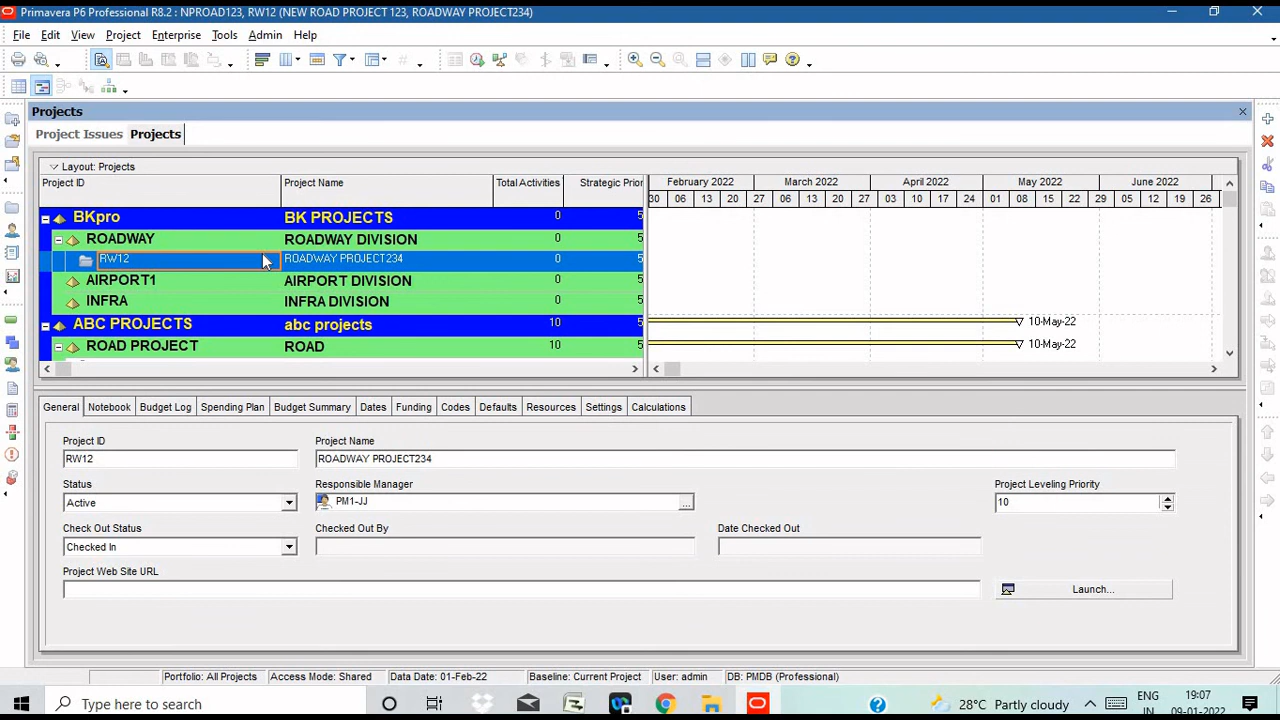 Primavera P6 Professional R8.2 : NPROAD123, RW12 (NEW ROAD PROJECT 123, ROADWAY PROJECT234)
File Edit View Project Enterprise Tools Admin Help
Projects
Project Issues Projects
Layout: Projects
Project ID Project Name Total Activities Strategic Prior February 2022 March 2022 April 2022 May 2022 June 2022
30 06 13 20 27 06 13 20 27 03 10 17 24 01 08 15 22 29 05 12 19 26
BKpro BK PROJECTS 0 5
ROADWAY ROADWAY DIVISION 0 5
RW12 ROADWAY PROJECT234 0 5
AIRPORT1 AIRPORT DIVISION 0 5
INFRA INFRA DIVISION 0 5
ABC PROJECTS abc projects 10 5 10-May-22
ROAD PROJECT ROAD 10 5 10-May-22
General Notebook Budget Log Spending Plan Budget Summary Dates Funding Codes Defaults Resources Settings Calculations
Project ID Project Name
RW12 ROADWAY PROJECT234
Status Responsible Manager Project Leveling Priority
Active PM1-JJ ... 10
Check Out Status Checked Out By Date Checked Out
Checked In
Project Web Site URL
Launch...
Portfolio: All Projects Access Mode: Shared Data Date: 01-Feb-22 Baseline: Current Project User: admin DB: PMDB (Professional)
Type here to search 28°C Partly cloudy ENG 19:07
IN 09-01-2022